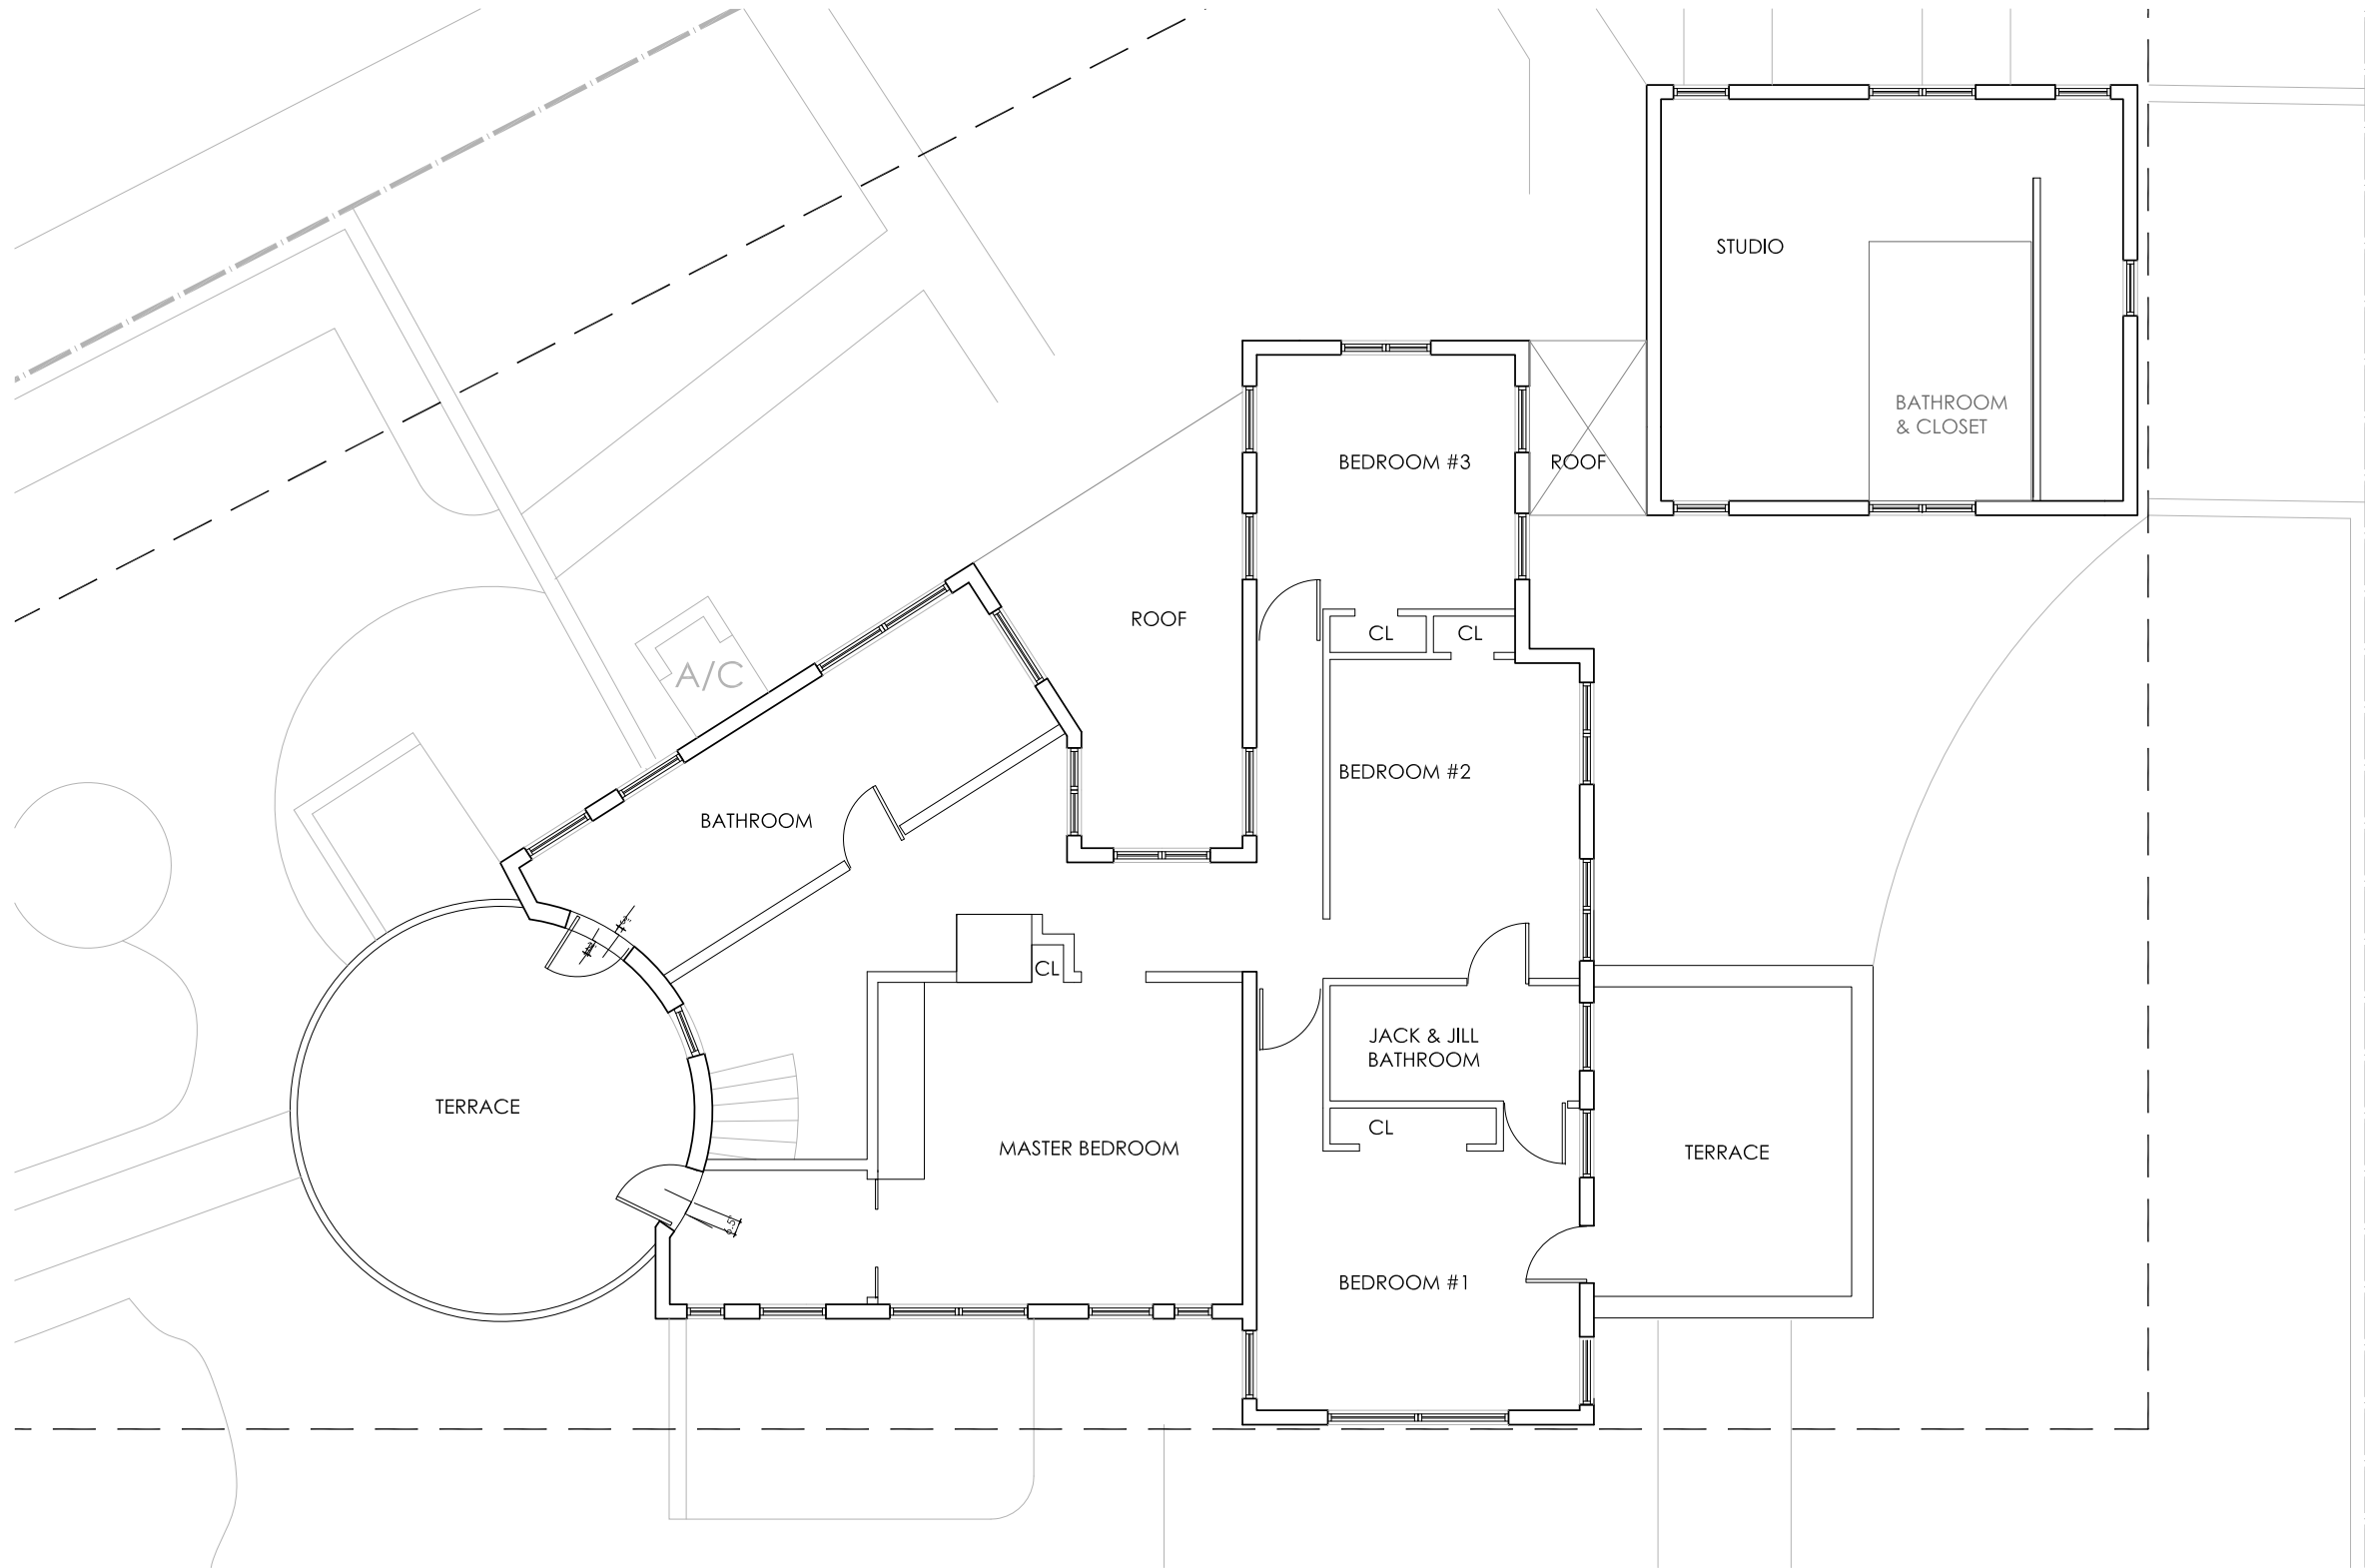 STUDIO
BATHROOM
& CLOSET
BEDROOM #3
ROOF
ROOF
CL
CL
A/C
BEDROOM #2
BATHROOM
CL
JACK & JILL
BATHROOM
TERRACE
CL
MASTER BEDROOM
TERRACE
BEDROOM #1